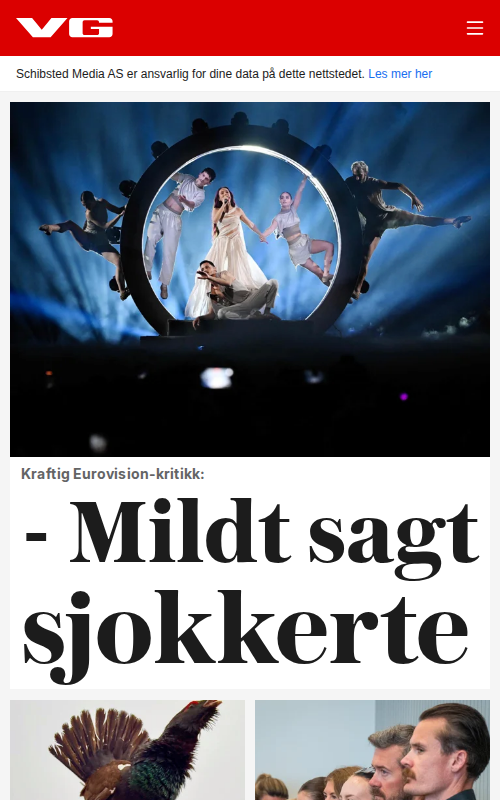 VG
Schibsted Media AS er ansvarlig for dine data på dette nettstedet. Les mer her
Kraftig Eurovision-kritikk:
- Mildt sagt
sjokkerte